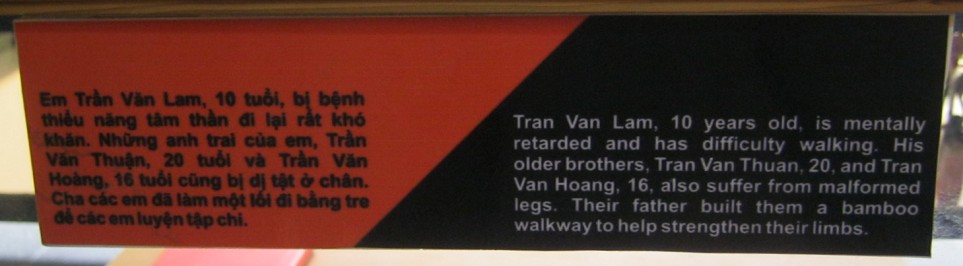 Em Trần Văn Lam, 10 tuổi, bị bệnh
thiểu năng tâm thần đi lại rất khó
khăn. Những anh trai của em, Trần
Văn Thuận, 20 tuổi và Trần Văn
Hoàng, 16 tuổi cũng bị dị tật ở chân.
Cha các em đã làm một lối đi bằng tre
để các em luyện tập chi.
Tran Van Lam, 10 years old, is mentally
retarded and has difficulty walking. His
older brothers, Tran Van Thuan, 20, and Tran
Van Hoang, 16, also suffer from malformed
legs. Their father built them a bamboo
walkway to help strengthen their limbs.